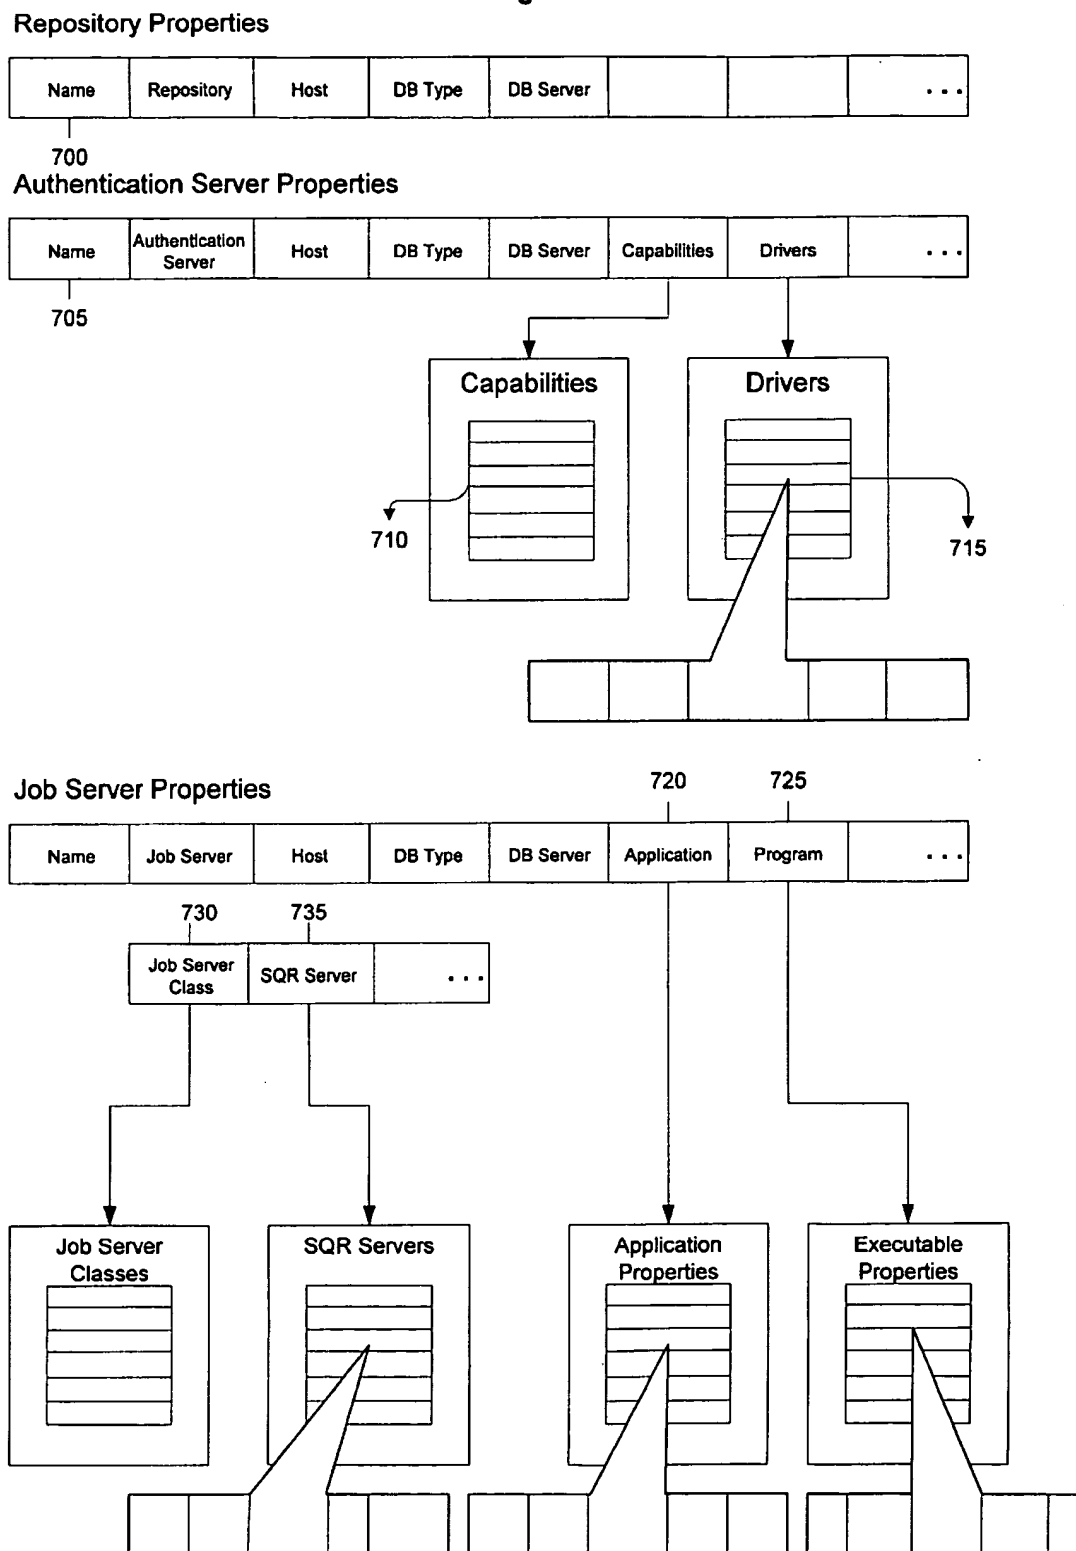 Repository Properties
Name Repository Host DB Type DB Server ...
700
Authentication Server Properties
Name Authentication Server Host DB Type DB Server Capabilities Drivers ...
705
Capabilities
Drivers
710
715
Job Server Properties
720
725
Name Job Server Host DB Type DB Server Application Program ...
730
735
Job Server Class SQR Server ...
Job Server
Classes
SQR Servers
Application
Properties
Executable
Properties